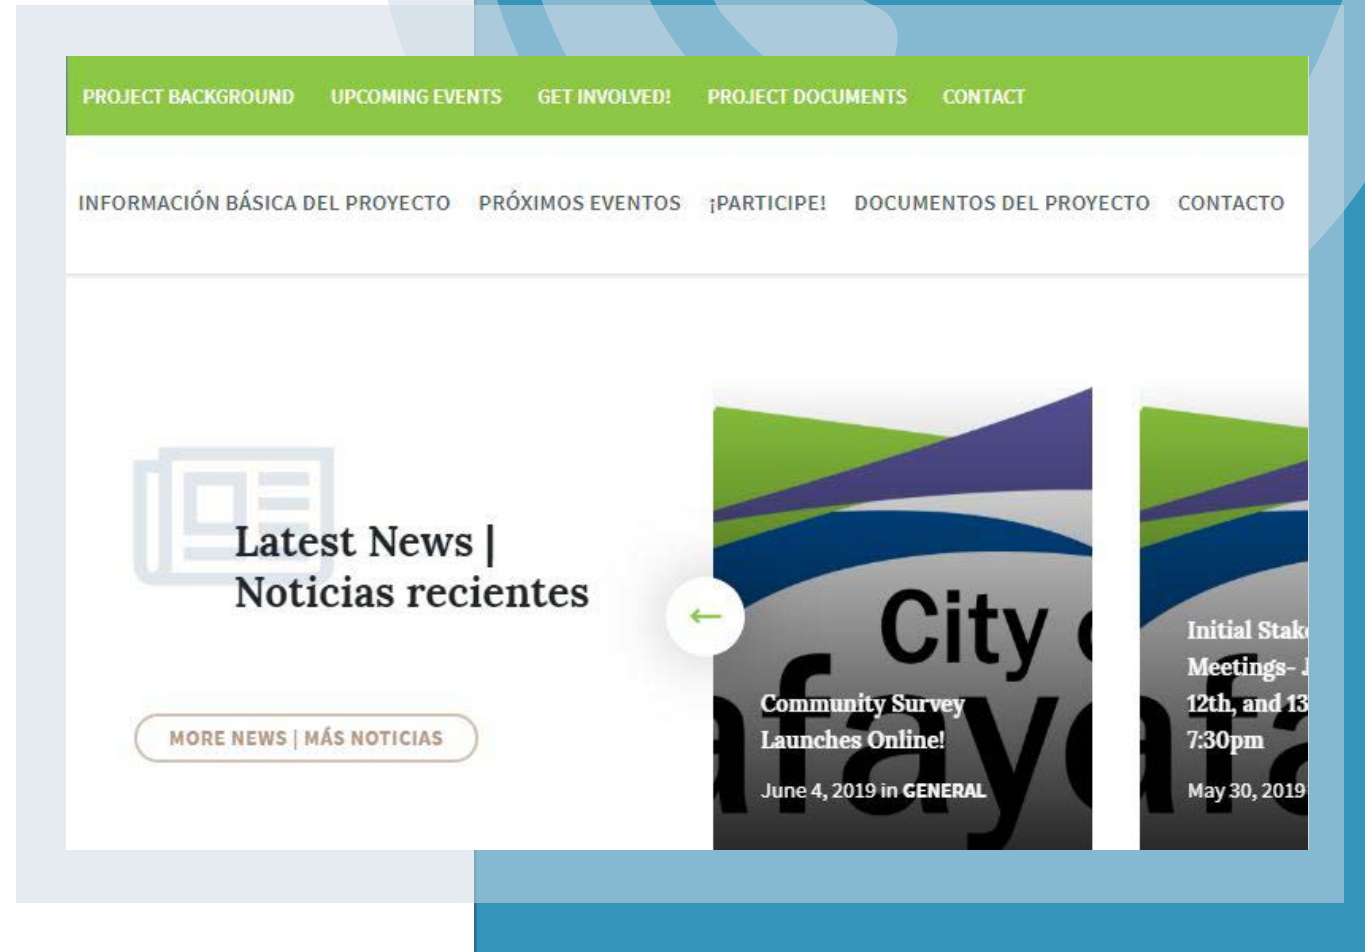 PROJECT BACKGROUND UPCOMING EVENTS GET INVOLVED! PROJECT DOCUMENTS CONTACT
INFORMACIÓN BÁSICA DEL PROYECTO PRÓXIMOS EVENTOS ¡PARTICIPE! DOCUMENTOS DEL PROYECTO CONTACTO
Latest News |
Noticias recientes
MORE NEWS | MÁS NOTICIAS
City
Community Survey
Launches Online!
June 4, 2019 in GENERAL
Initial
Meetings-
12th, and
7:30pm
May 30, 2019